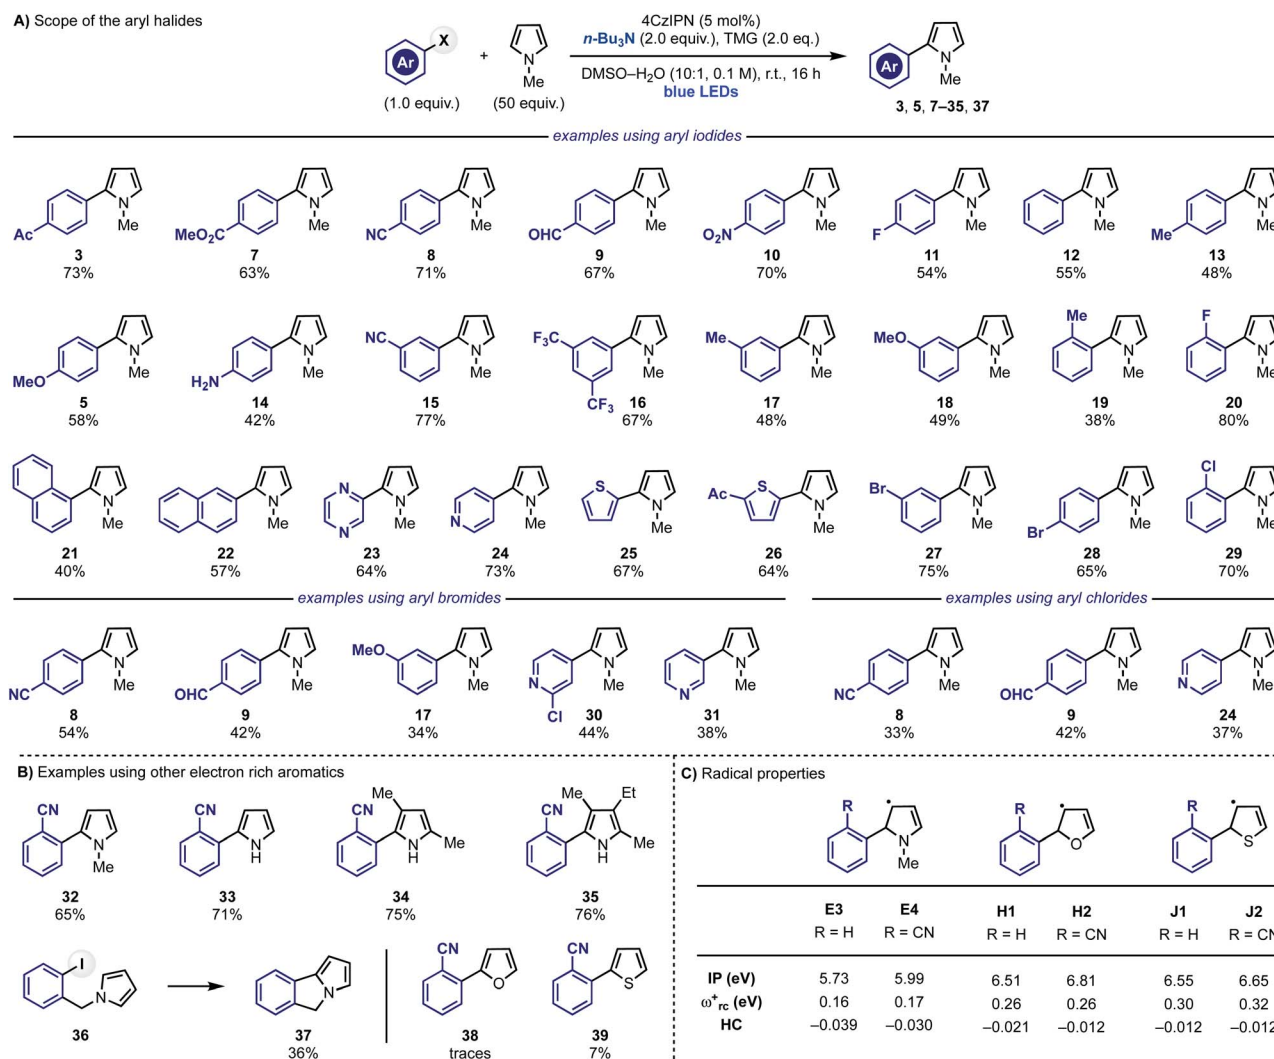 A) Scope of the aryl halides
Ar X + N Me
(1.0 equiv.) (50 equiv.)
4CzIPN (5 mol%)
n-Bu₃N (2.0 equiv.), TMG (2.0 eq.)
DMSO–H₂O (10:1, 0.1 M), r.t., 16 h
blue LEDs
Ar N Me
3, 5, 7–35, 37
examples using aryl iodides
Ac N Me MeO₂C N Me NC N Me OHC N Me O₂N N Me F N Me N Me Me N Me
3 7 8 9 10 11 12 13
73% 63% 71% 67% 70% 54% 55% 48%
MeO N Me H₂N N Me NC N Me F₃C CF₃ N Me Me N Me MeO N Me Me N Me F N Me
5 14 15 16 17 18 19 20
58% 42% 77% 67% 48% 49% 38% 80%
N Me N Me N N N Me N N Me S N Me Ac S N Me Br N Me Br N Me Cl N Me
21 22 23 24 25 26 27 28 29
40% 57% 64% 73% 67% 64% 75% 65% 70%
examples using aryl bromides examples using aryl chlorides
NC N Me OHC N Me MeO N Me N Cl N Me N N Me NC N Me OHC N Me N N Me
8 9 17 30 31 8 9 24
54% 42% 34% 44% 38% 33% 42% 37%
B) Examples using other electron rich aromatics
CN N Me CN N H CN Me N H Me CN Me Et N H Me
32 33 34 35
65% 71% 75% 76%
I N N CN O CN S
36 37 38 39
36% traces 7%
C) Radical properties
R N Me R O R S
E3 E4 H1 H2 J1 J2
R = H R = CN R = H R = CN R = H R = CN
IP (eV) 5.73 5.99 6.51 6.81 6.55 6.65
ω⁺rc (eV) 0.16 0.17 0.26 0.26 0.30 0.32
HC –0.039 –0.030 –0.021 –0.012 –0.012 –0.012